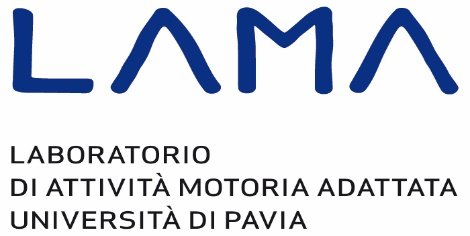 LAMA
LABORATORIO
DI ATTIVITÀ MOTORIA ADATTATA
UNIVERSITÀ DI PAVIA